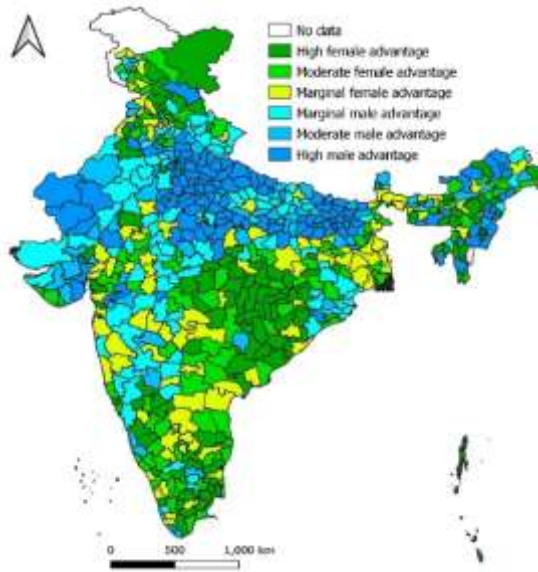 No data
High female advantage
Moderate female advantage
Marginal female advantage
Marginal male advantage
Moderate male advantage
High male advantage
0 500 1,000 km